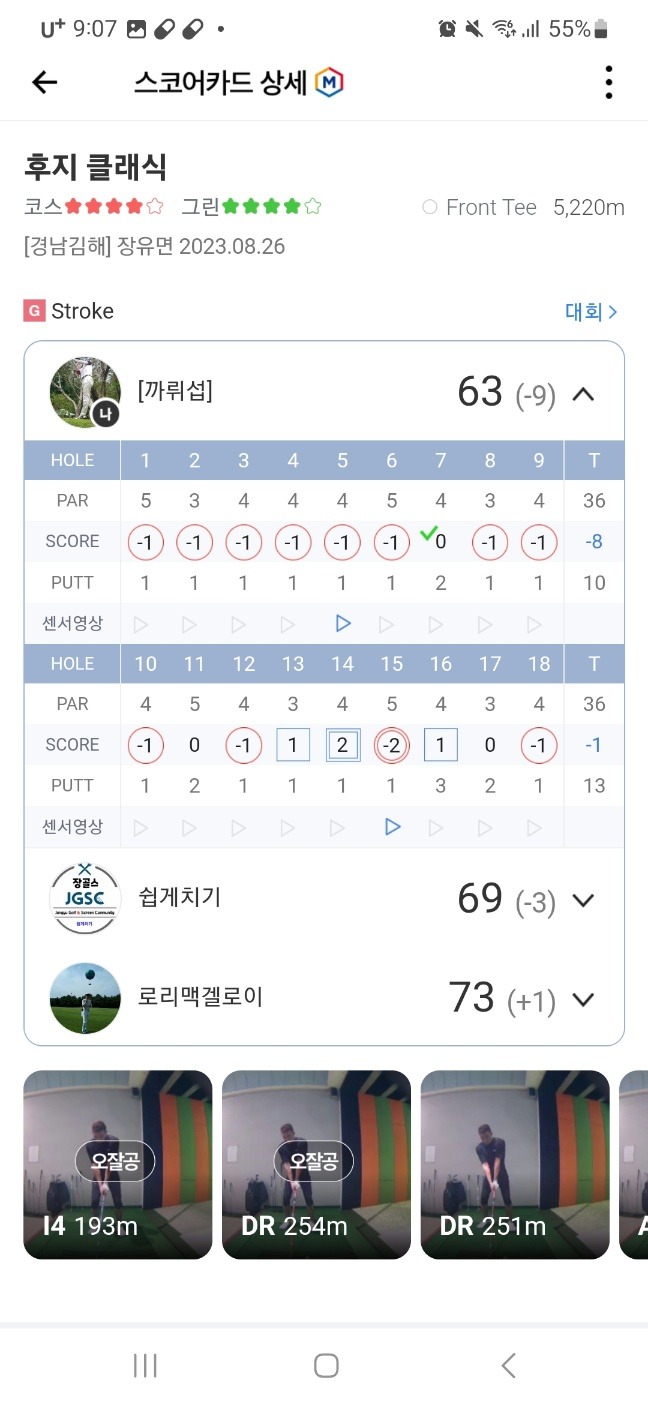 U+ 9:07 55%
스코어카드 상세 M
후지 클래식
코스 그린 Front Tee 5,220m
[경남김해] 장유면 2023.08.26
G Stroke 대회 >
[까뤼섭] 63 (-9)
나
HOLE 1 2 3 4 5 6 7 8 9 T
PAR 5 3 4 4 4 5 4 3 4 36
SCORE -1 -1 -1 -1 -1 -1 0 -1 -1 -8
PUTT 1 1 1 1 1 1 2 1 1 10
센서영상
HOLE 10 11 12 13 14 15 16 17 18 T
PAR 4 5 4 3 4 5 4 3 4 36
SCORE -1 0 -1 1 2 -2 1 0 -1 -1
PUTT 1 2 1 1 1 1 3 2 1 13
센서영상
장골스
JGSC
Jangyu Golf & Screen Community
쉽게치기
쉽게치기 69 (-3)
로리맥겔로이 73 (+1)
오잘공 오잘공
I4 193m DR 254m DR 251m A